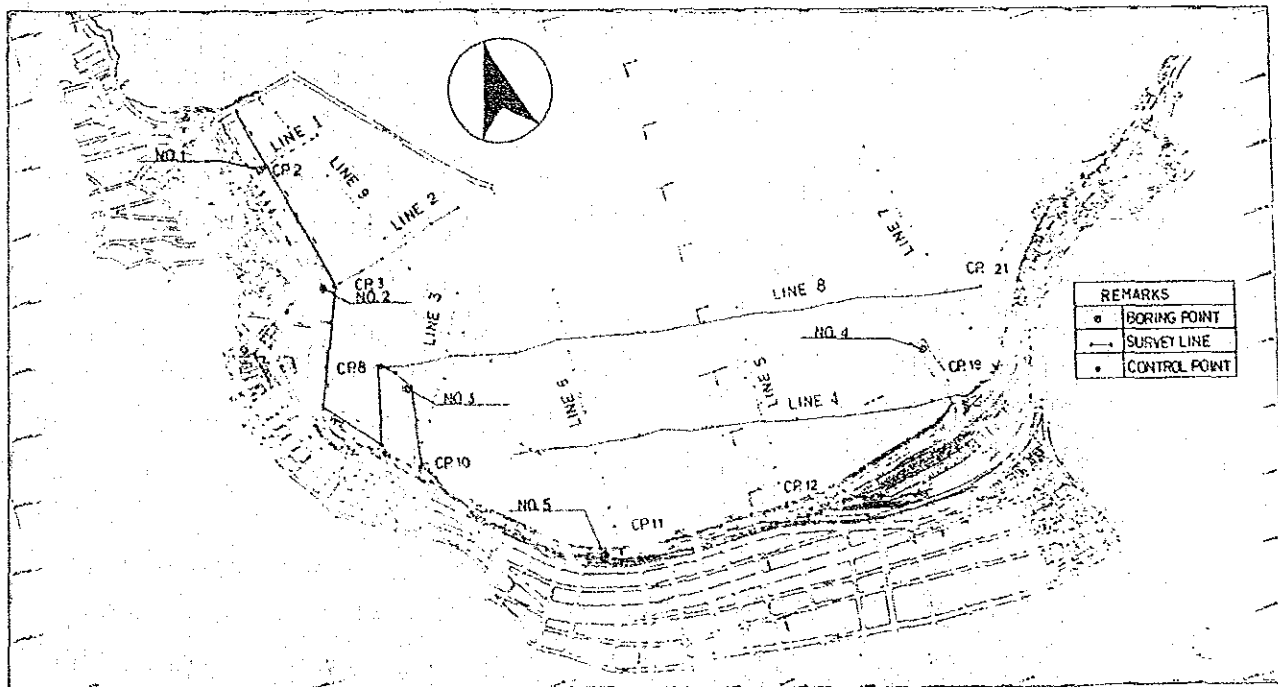 LINE 1
NO.1
CP.2
LINE 9
LINE 2
LINE 7
CP. 21
CP.3
NO.2
LINE 8
LINE 3
REMARKS
BORING POINT
SURVEY LINE
CONTROL POINT
NO. 4
CP.8
CP.19
NO.3
LINE 6
LINE 5
LINE 4
CP.10
CP.12
NO. 5
CP.11